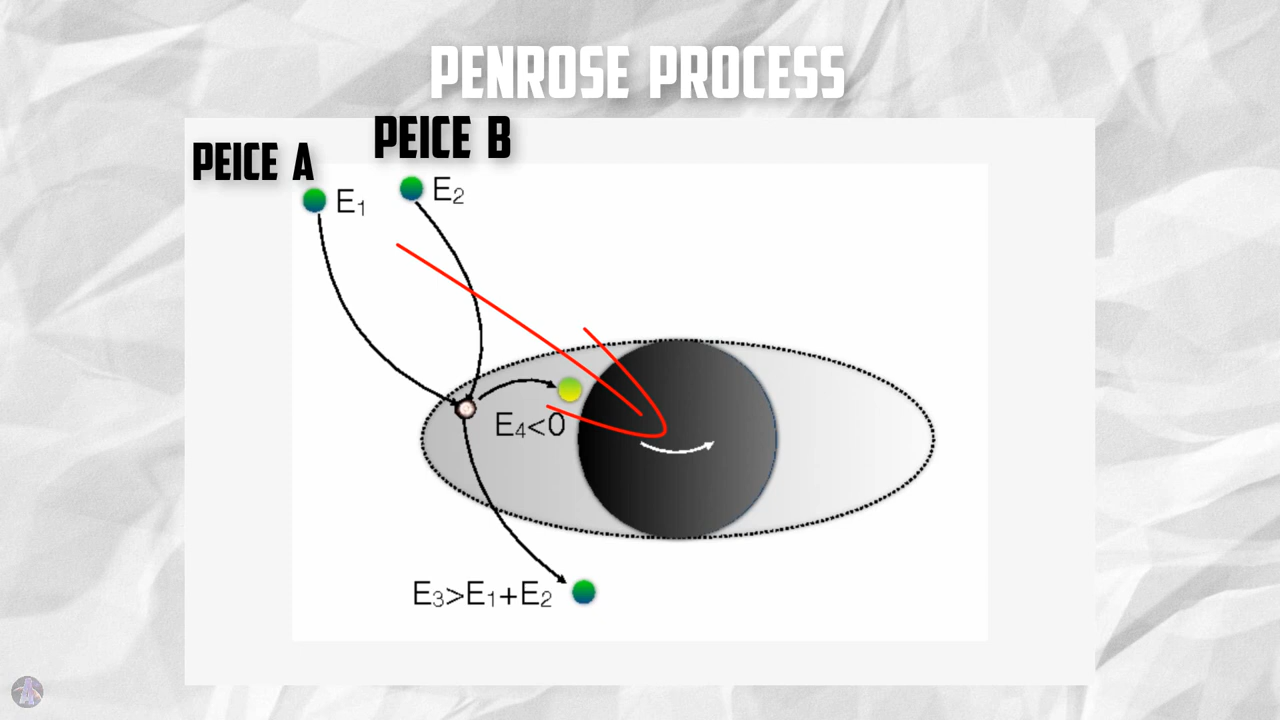 PENROSE PROCESS
PEICE A
PEICE B
E₁
E₂
E₄<0
E₃>E₁+E₂